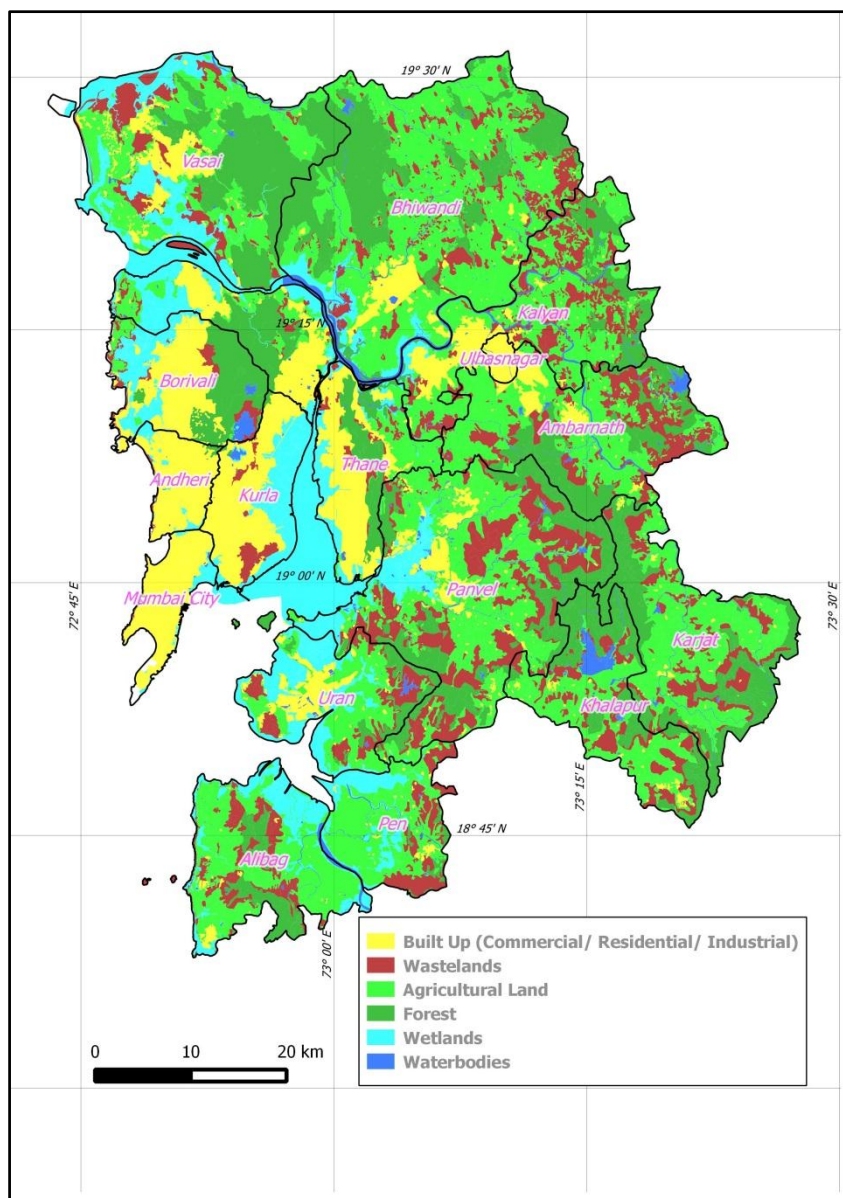 19° 30' N
Vasai
Bhiwandi
19° 15' N
Kalyan
Ulhasnagar
Borivali
Ambarnath
Andheri
Kurla
Thane
19° 00' N
72° 45' E
Mumbai City
Panvel
73° 30' E
Karjat
Uran
Khalapur
73° 15' E
18° 45' N
Pen
Alibag
73° 00' E
Built Up (Commercial/ Residential/ Industrial)
Wastelands
Agricultural Land
Forest
Wetlands
Waterbodies
0 10 20 km